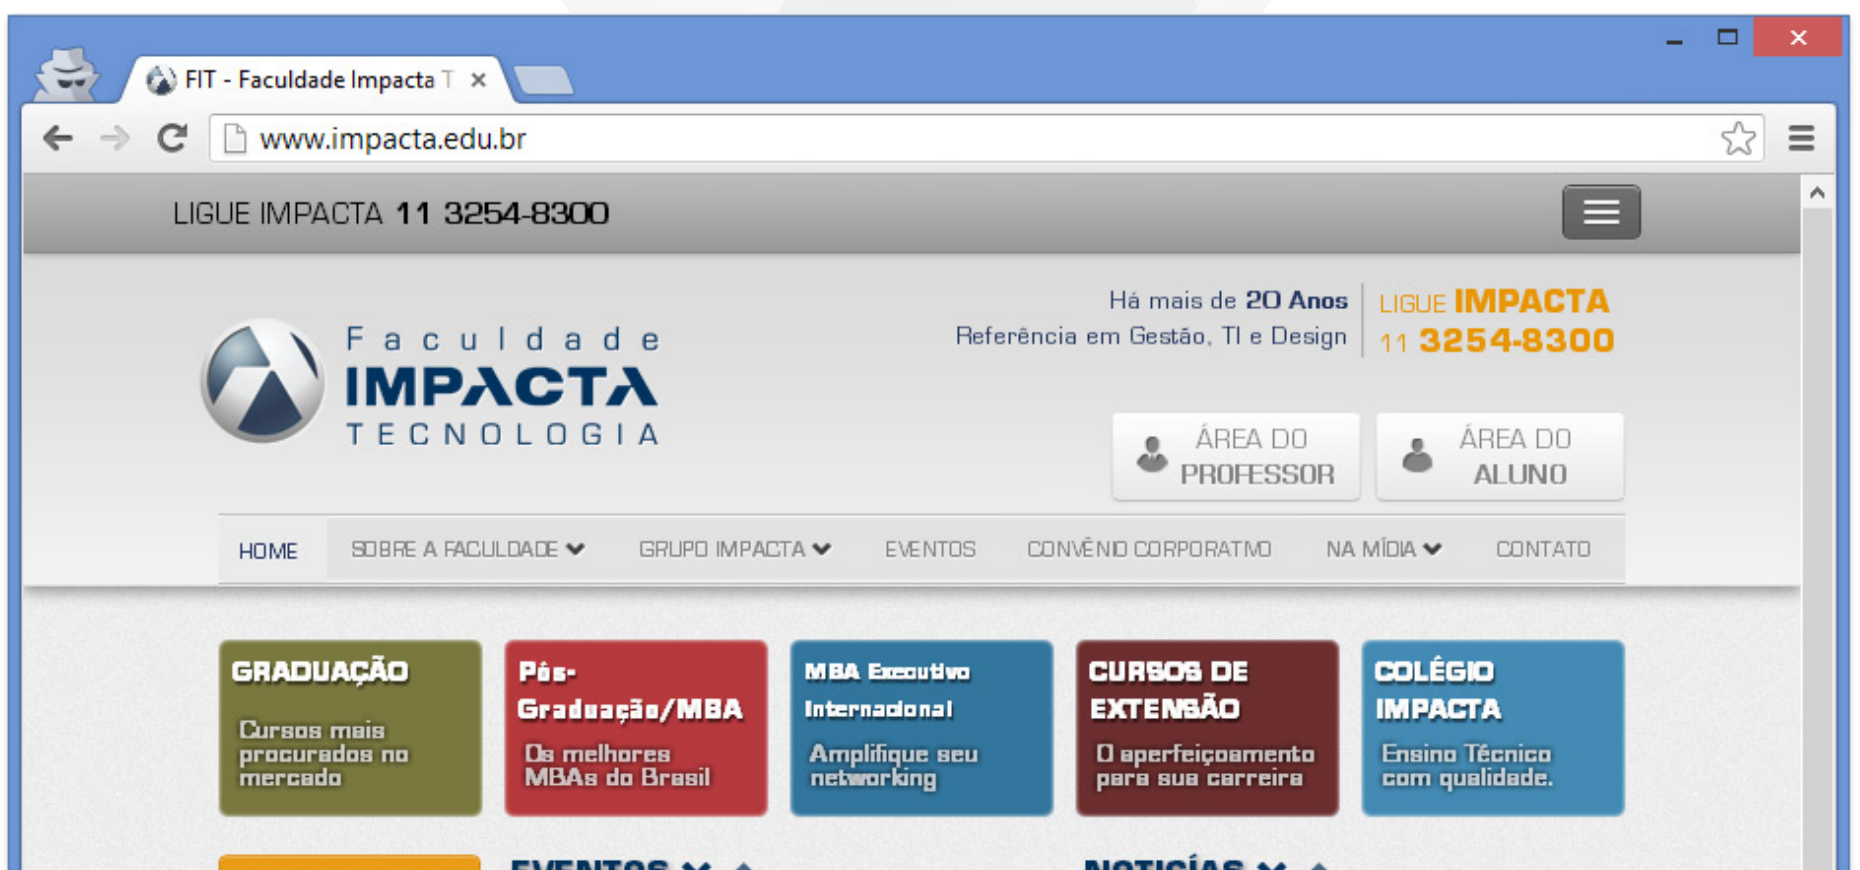 FIT - Faculdade Impacta T
www.impacta.edu.br
LIGUE IMPACTA 11 3254-8300
Há mais de 20 Anos
Referência em Gestão, TI e Design
LIGUE IMPACTA
11 3254-8300
Faculdade
IMPACTA
TECNOLOGIA
ÁREA DO
PROFESSOR
ÁREA DO
ALUNO
HOME SOBRE A FACULDADE GRUPO IMPACTA EVENTOS CONVÊNIO CORPORATIVO NA MÍDIA CONTATO
GRADUAÇÃO
Cursos mais
procurados no
mercado
Pós-
Graduação/MBA
Os melhores
MBAs do Brasil
MBA Executivo
Internacional
Amplifique seu
networking
CURSOS DE
EXTENSÃO
O aperfeiçoamento
para sua carreira
COLÉGIO
IMPACTA
Ensino Técnico
com qualidade.
EVENTOS
NOTICÍAS